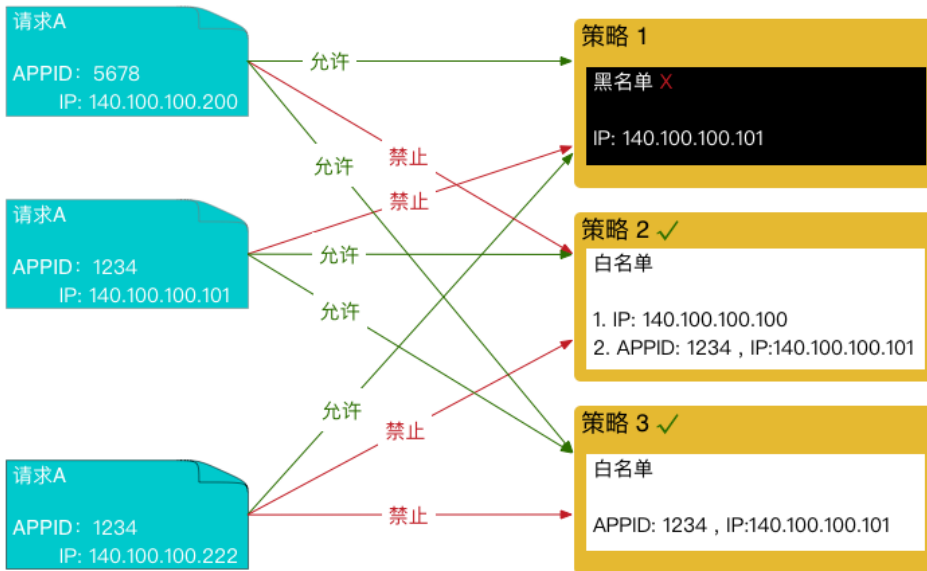 请求A
APPID：5678
IP: 140.100.100.200
请求A
APPID：1234
IP: 140.100.100.101
请求A
APPID：1234
IP: 140.100.100.222
允许
禁止
允许
禁止
允许
允许
允许
禁止
禁止
策略 1
黑名单 X
IP: 140.100.100.101
策略 2 ✓
白名单
1. IP: 140.100.100.100
2. APPID: 1234 , IP:140.100.100.101
策略 3 ✓
白名单
APPID: 1234 , IP:140.100.100.101